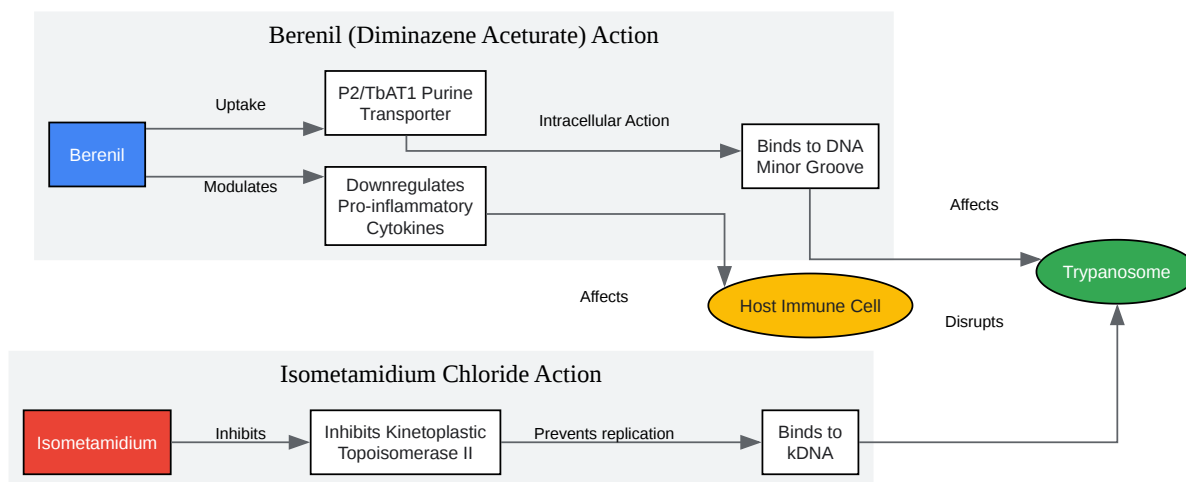 Berenil (Diminazene Aceturate) Action
P2/TbAT1 Purine
Transporter
Uptake
Intracellular Action
Berenil
Binds to DNA
Minor Groove
Modulates
Downregulates
Pro-inflammatory
Cytokines
Affects
Trypanosome
Affects
Host Immune Cell
Disrupts
Isometamidium Chloride Action
Isometamidium
Inhibits
Inhibits Kinetoplastic
Topoisomerase II
Prevents replication
Binds to
kDNA